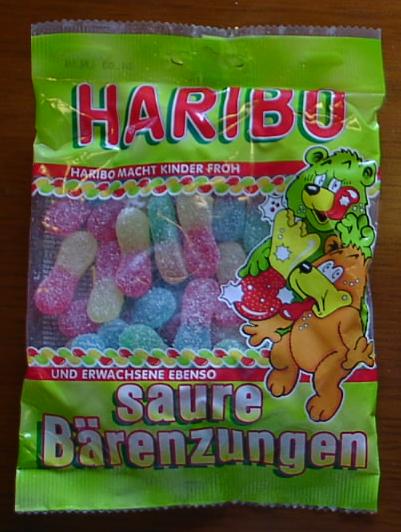 HARIBO
HARIBO MACHT KINDER FROH
UND ERWACHSENE EBENSO
saure
Bärenzungen